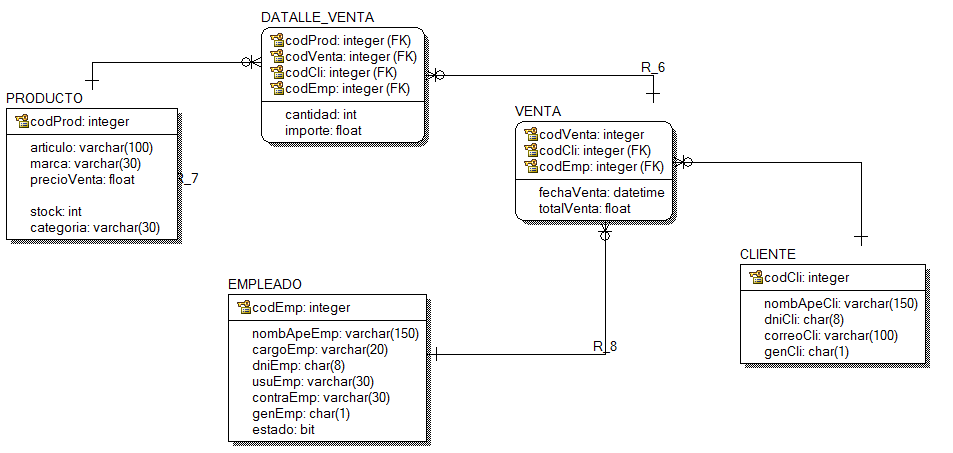 DATALLE_VENTA
codProd: integer (FK)
codVenta: integer (FK)
codCli: integer (FK)
codEmp: integer (FK)
cantidad: int
importe: float
R_6
PRODUCTO
codProd: integer
articulo: varchar(100)
marca: varchar(30)
precioVenta: float
stock: int
categoria: varchar(30)
R_7
VENTA
codVenta: integer
codCli: integer (FK)
codEmp: integer (FK)
fechaVenta: datetime
totalVenta: float
CLIENTE
codCli: integer
nombApeCli: varchar(150)
dniCli: char(8)
correoCli: varchar(100)
genCli: char(1)
EMPLEADO
codEmp: integer
nombApeEmp: varchar(150)
cargoEmp: varchar(20)
dniEmp: char(8)
usuEmp: varchar(30)
contraEmp: varchar(30)
genEmp: char(1)
estado: bit
R_8